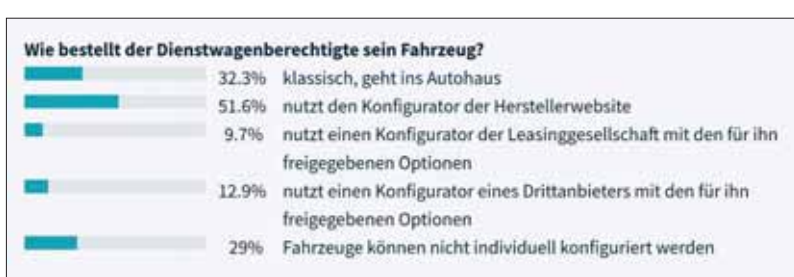 Wie bestellt der Dienstwagenberechtigte sein Fahrzeug?
32.3% klassisch, geht ins Autohaus
51.6% nutzt den Konfigurator der Herstellerwebsite
9.7% nutzt einen Konfigurator der Leasinggesellschaft mit den für ihn
freigegebenen Optionen
12.9% nutzt einen Konfigurator eines Drittanbieters mit den für ihn
freigegebenen Optionen
29% Fahrzeuge können nicht individuell konfiguriert werden